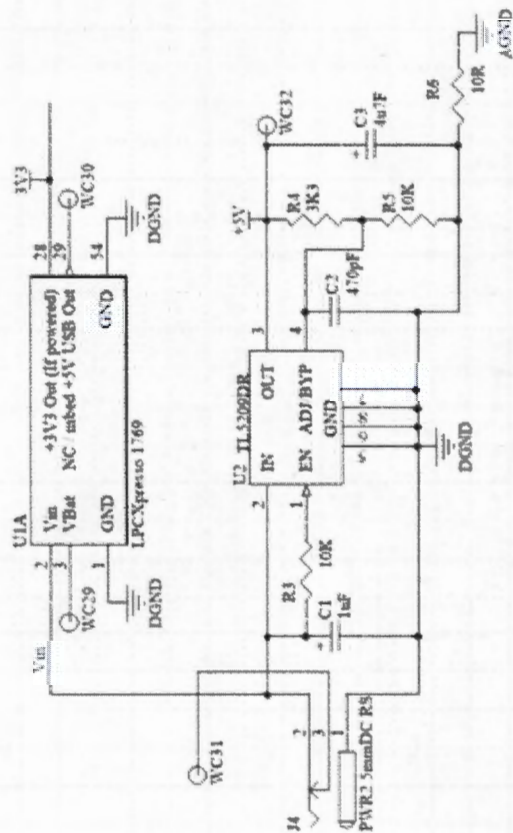 3V3
U1A
Vin
2
Vin
+3V3 Out (If powered)
28
3
VBat
NC / mbed +5V USB Out
29
WC29
WC30
1
GND
GND
54
LPCXpresso 1769
DGND
DGND
WC31
+5V
WC32
U2
TL5209DR
2
IN
OUT
3
R3
10K
1
EN
ADJ/BYP
4
GND
R4
3K3
R5
10K
C1
+
1uF
C2
470pF
C3
+
4u7F
J4
2
3
1
PWR2.5mmDC RS
DGND
R6
10R
AGND